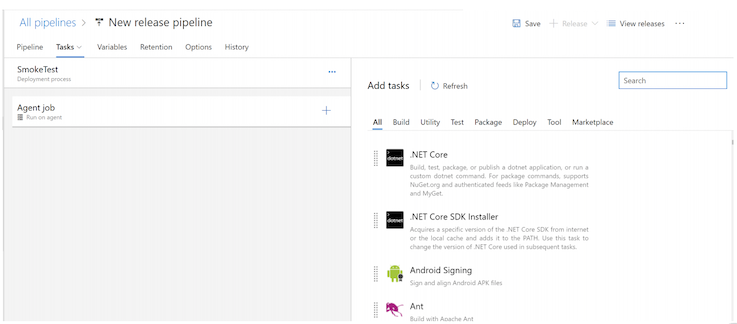 All pipelines > New release pipeline
Save + Release View releases ...
Pipeline Tasks Variables Retention Options History
SmokeTest
Deployment process
...
Agent job
Run on agent
+
Add tasks | Refresh
Search
All Build Utility Test Package Deploy Tool Marketplace
dotnet
.NET Core
Build, test, package, or publish a dotnet application, or run a
custom dotnet command. For package commands, supports
NuGet.org and authenticated feeds like Package Management
and MyGet.
dotnet
.NET Core SDK Installer
Acquires a specific version of the .NET Core SDK from internet
or the local cache and adds it to the PATH. Use this task to
change the version of .NET Core used in subsequent tasks.
Android Signing
Sign and align Android APK files
Ant
Build with Apache Ant